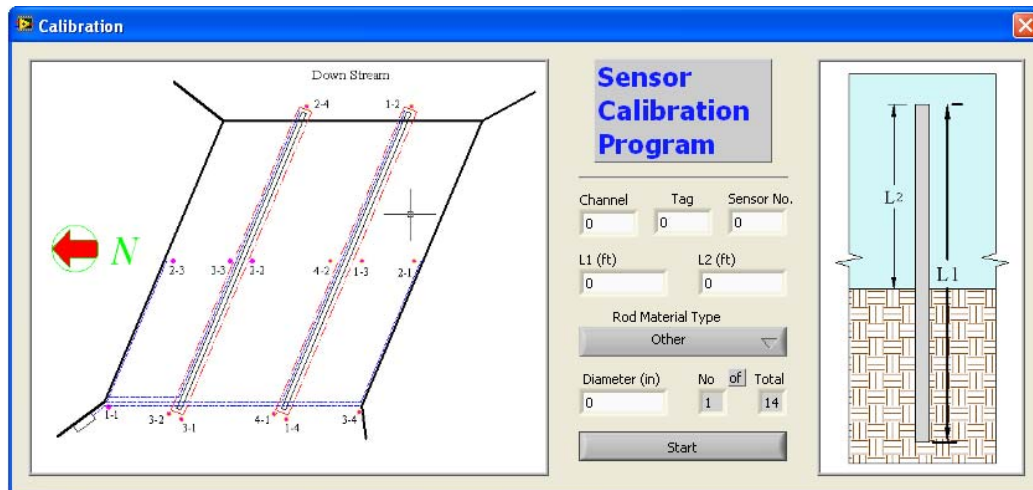 Calibration
Down Stream
2-4
1-2
N
2-3
3-3
2-2
4-2
1-3
2-1
1-1
3-2
3-1
4-1
1-4
3-4
Sensor
Calibration
Program
Channel
Tag
Sensor No.
0
0
0
L1 (ft)
L2 (ft)
0
0
Rod Material Type
Other
Diameter (in)
No
of
Total
0
1
14
Start
L2
L1